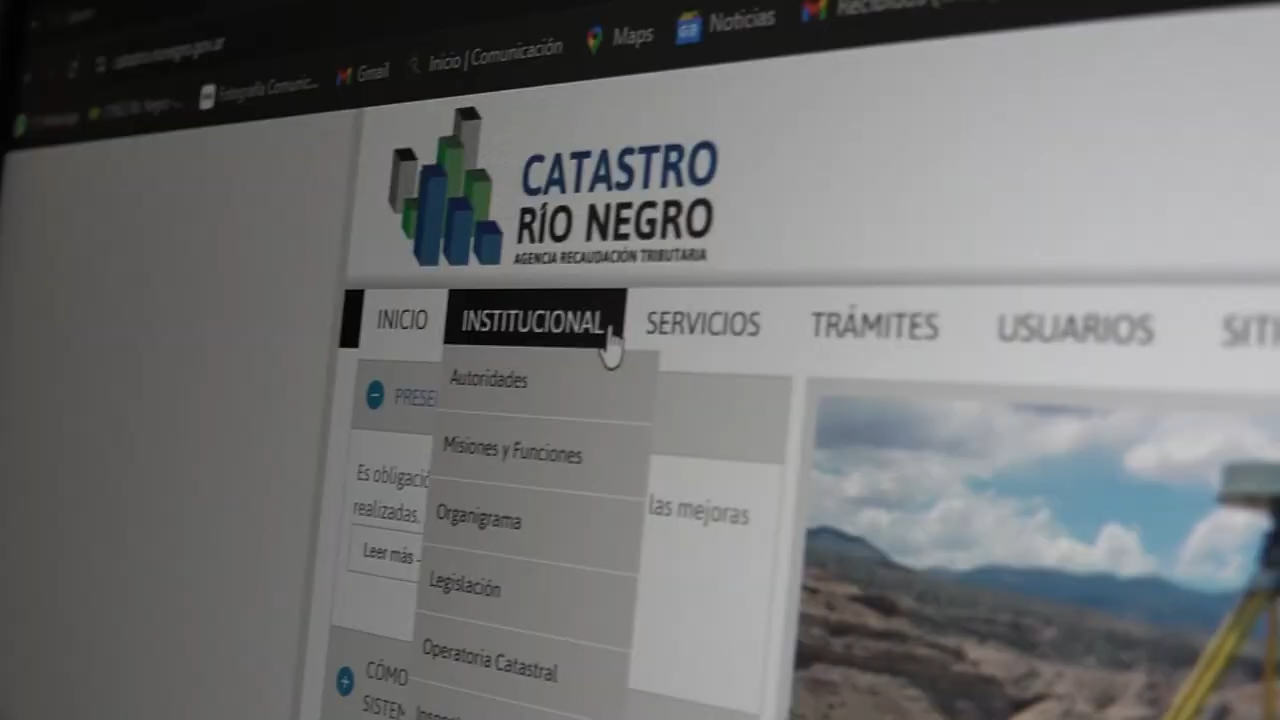 Inicio | Comunicación
Maps
Noticias
Gmail
CATASTRO
RÍO NEGRO
AGENCIA RECAUDACIÓN TRIBUTARIA
INICIO
INSTITUCIONAL
SERVICIOS
TRÁMITES
USUARIOS
Autoridades
Misiones y Funciones
Organigrama
Legislación
Operatoria Catastral
Es obligació
realizadas.
las mejoras
Leer más
CÓMO